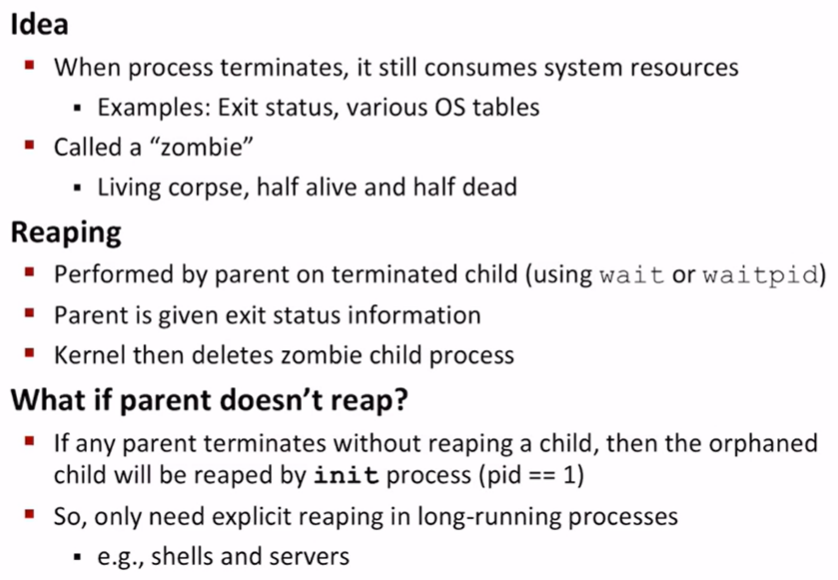 Idea
▪ When process terminates, it still consumes system resources
▪ Examples: Exit status, various OS tables
▪ Called a “zombie”
▪ Living corpse, half alive and half dead
Reaping
▪ Performed by parent on terminated child (using wait or waitpid)
▪ Parent is given exit status information
▪ Kernel then deletes zombie child process
What if parent doesn’t reap?
▪ If any parent terminates without reaping a child, then the orphaned
child will be reaped by init process (pid == 1)
▪ So, only need explicit reaping in long-running processes
▪ e.g., shells and servers